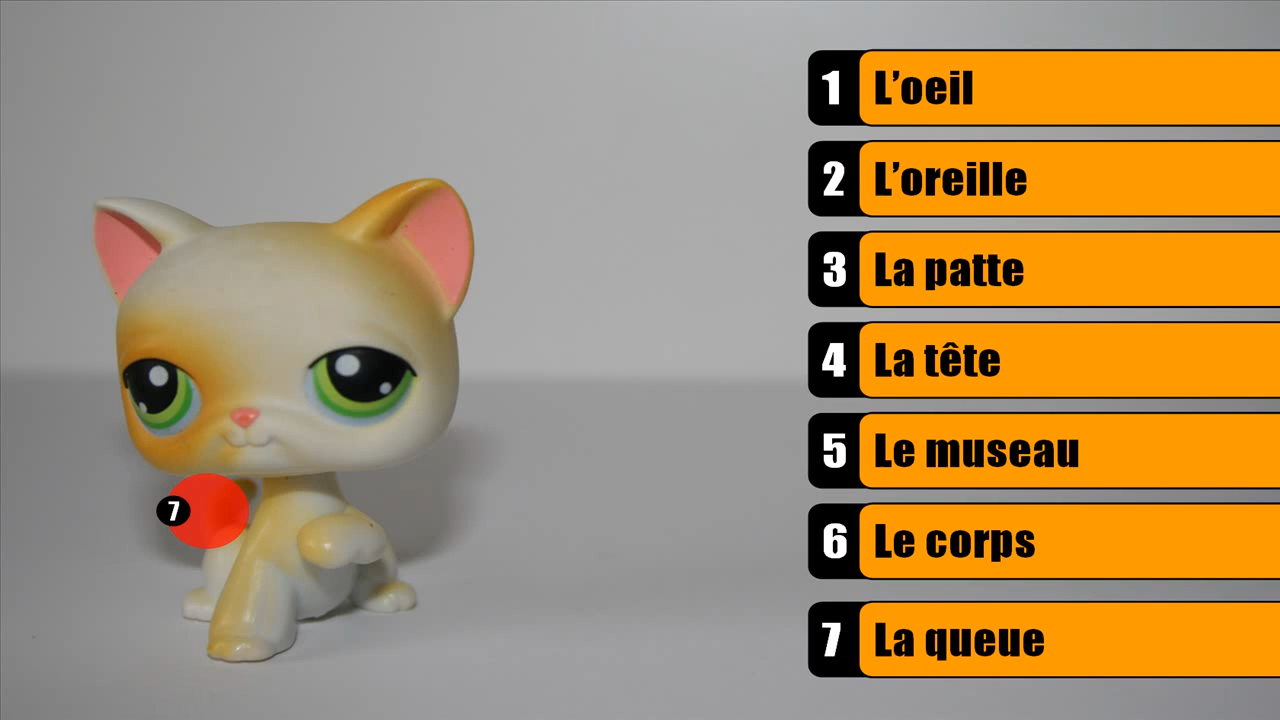 1 L’oeil
2 L’oreille
3 La patte
4 La tête
5 Le museau
6 Le corps
7 La queue
7